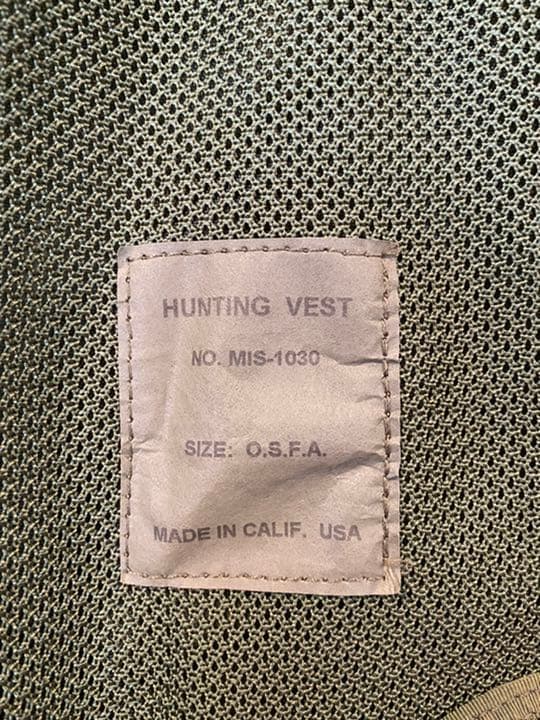 HUNTING VEST
NO. MIS-1030
SIZE: O.S.F.A.
MADE IN CALIF. USA